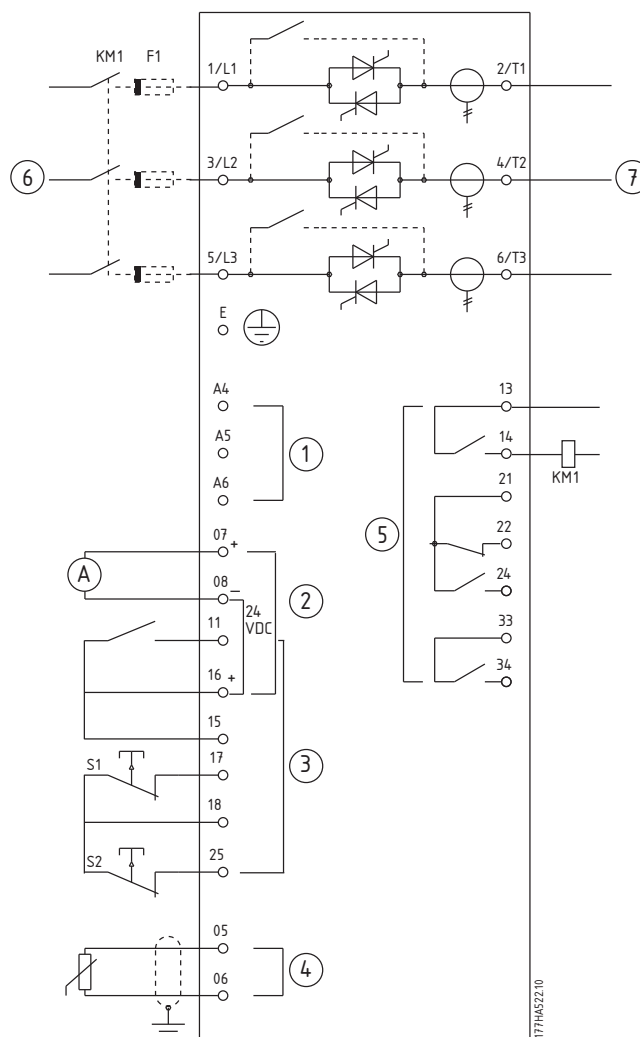 KM1 F1
1/L1 2/T1
3/L2 4/T2
6 7
5/L3 6/T3
E
A4 13
A5 14
1
KM1
A6
21
5
07 +
22
A
08 –
24
2
24
VDC
11
33
16 +
34
15
3
S1 17
18
S2 25
05
4
06
177HA522.10